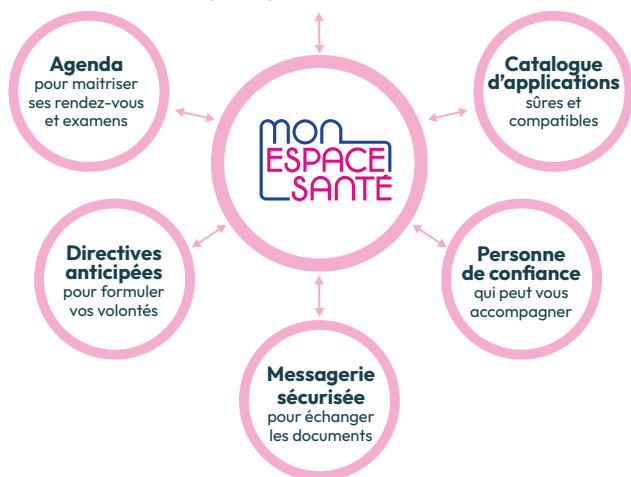 Agenda
pour maitriser
ses rendez-vous
et examens
Catalogue
d'applications
sûres et
compatibles
mon
ESPACE
SANTÉ
Directives
anticipées
pour formuler
vos volontés
Personne
de confiance
qui peut vous
accompagner
Messagerie
sécurisée
pour échanger
les documents